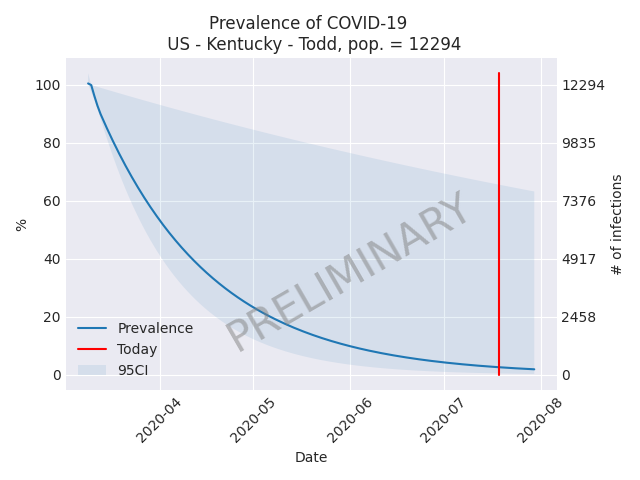 Prevalence of COVID-19
US - Kentucky - Todd, pop. = 12294
100
80
60
40
20
0
%
12294
9835
7376
4917
2458
0
# of infections
PRELIMINARY
Prevalence
Today
95CI
2020-04
2020-05
2020-06
2020-07
2020-08
Date